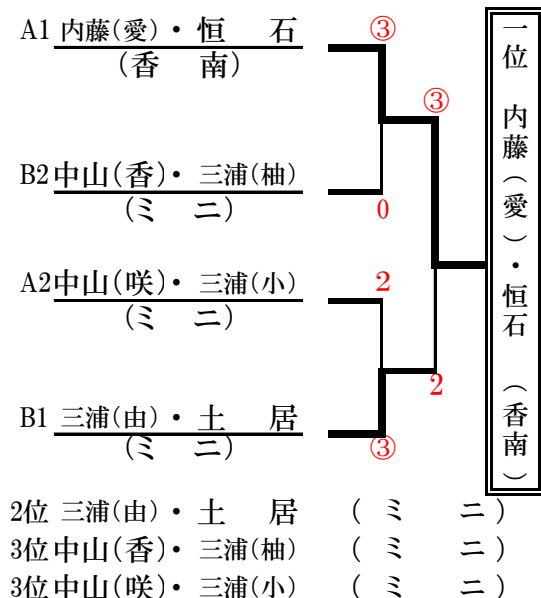 A1 内藤(愛)・ 恒 石
(香 南)
③
③
B2 中山(香)・ 三浦(柚)
(ミ ニ)
0
A2 中山(咲)・ 三浦(小)
(ミ ニ)
2
2
B1 三浦(由)・ 土 居
(ミ ニ)
③
一位 内藤(愛)・恒石 (香南)
2位 三浦(由)・ 土 居 (ミ ニ)
3位 中山(香)・ 三浦(柚) (ミ ニ)
3位 中山(咲)・ 三浦(小) (ミ ニ)